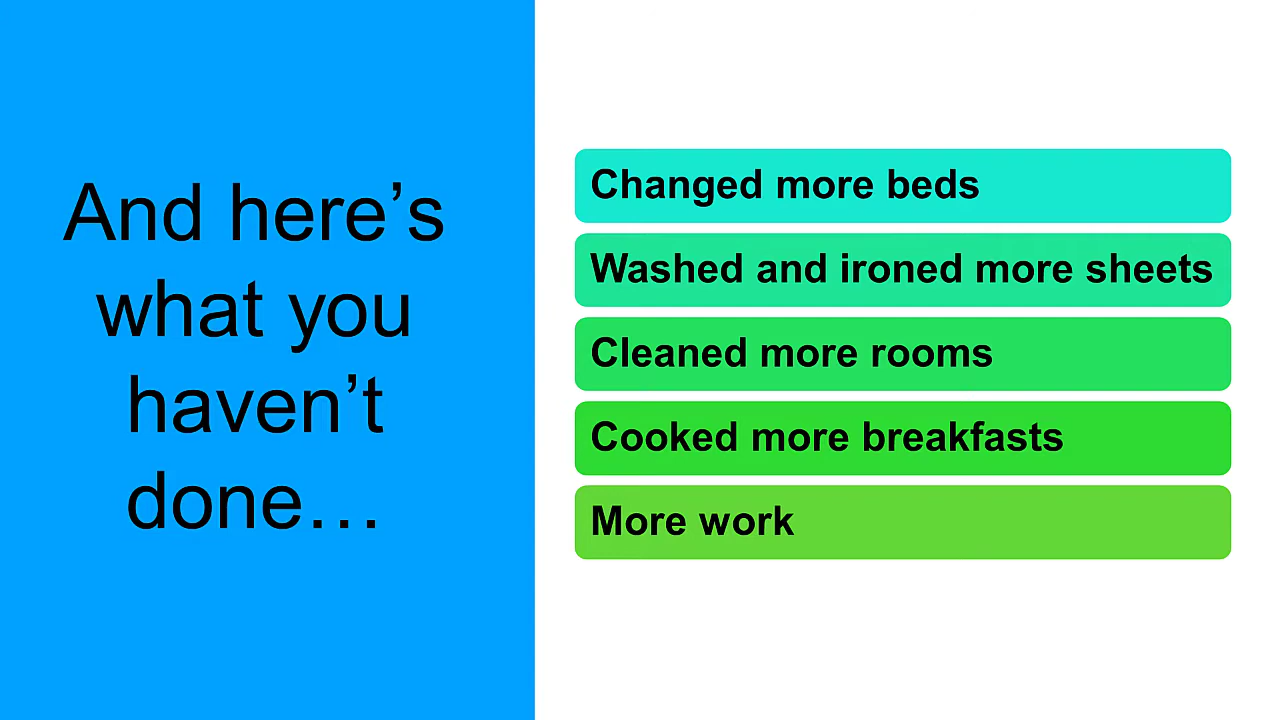 And here’s
what you
haven’t
done…
Changed more beds
Washed and ironed more sheets
Cleaned more rooms
Cooked more breakfasts
More work